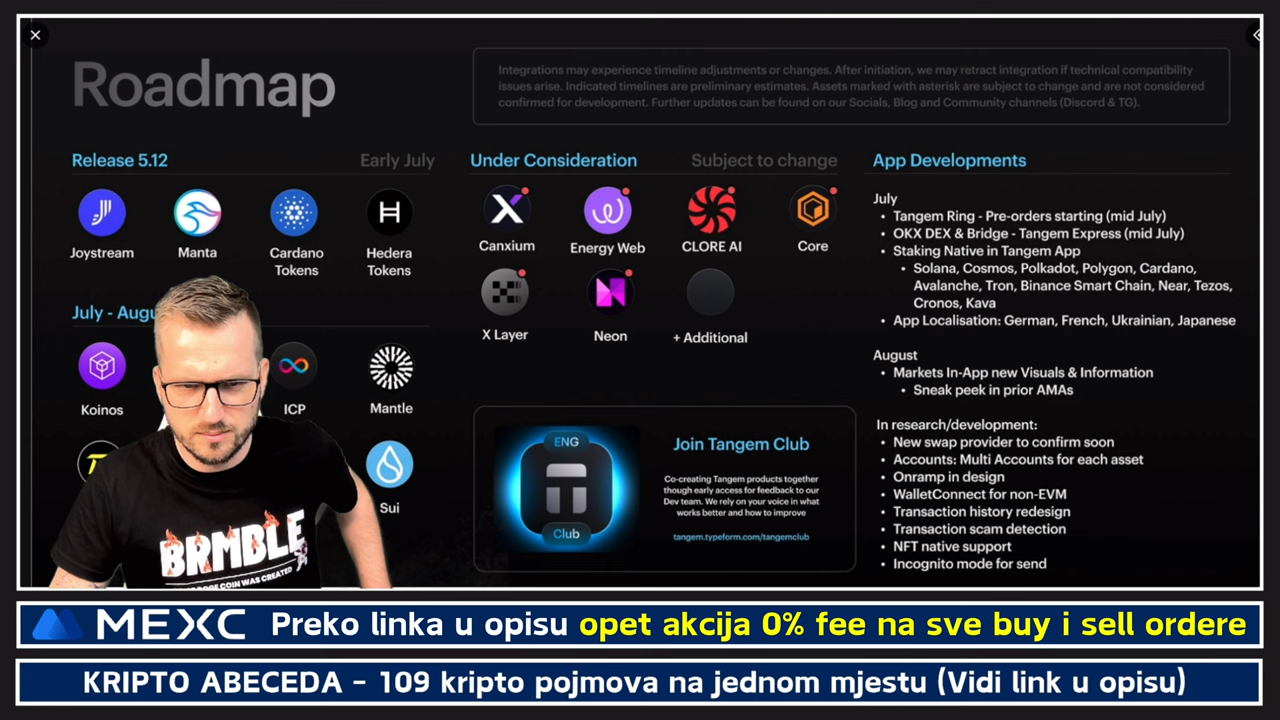 Roadmap
Integrations may experience timeline adjustments or changes. After initiation, we may retract integration if technical compatibility
issues arise. Indicated timelines are preliminary estimates. Assets marked with asterisk are subject to change and are not considered
confirmed for development. Further updates can be found on our Socials, Blog and Community channels (Discord & TG).
Release 5.12
Early July
Joystream
Manta
Cardano
Tokens
Hedera
Tokens
July - Augu
Koinos
ICP
Mantle
Sui
Under Consideration
Subject to change
Canxium
Energy Web
CLORE AI
Core
X Layer
Neon
+ Additional
ENG
Club
Join Tangem Club
Co-creating Tangem products together
though early access for feedback to our
Dev team. We rely on your voice in what
works better and how to improve
tangem.typeform.com/tangemclub
App Developments
July
• Tangem Ring - Pre-orders starting (mid July)
• OKX DEX & Bridge - Tangem Express (mid July)
• Staking Native in Tangem App
• Solana, Cosmos, Polkadot, Polygon, Cardano,
Avalanche, Tron, Binance Smart Chain, Near, Tezos,
Cronos, Kava
• App Localisation: German, French, Ukrainian, Japanese
August
• Markets In-App new Visuals & Information
• Sneak peek in prior AMAs
In research/development:
• New swap provider to confirm soon
• Accounts: Multi Accounts for each asset
• Onramp in design
• WalletConnect for non-EVM
• Transaction history redesign
• Transaction scam detection
• NFT native support
• Incognito mode for send
BRMBLE
COIN WAS CREATED
MEXC Preko linka u opisu opet akcija 0% fee na sve buy i sell ordere
KRIPTO ABECEDA - 109 kripto pojmova na jednom mjestu (Vidi link u opisu)